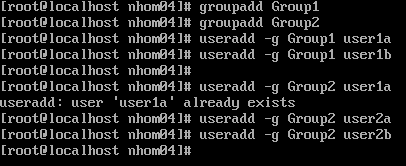 [root@localhost nhom04]# groupadd Group1
[root@localhost nhom04]# groupadd Group2
[root@localhost nhom04]# useradd -g Group1 user1a
[root@localhost nhom04]# useradd -g Group1 user1b
[root@localhost nhom04]#
[root@localhost nhom04]# useradd -g Group2 user1a
useradd: user 'user1a' already exists
[root@localhost nhom04]# useradd -g Group2 user2a
[root@localhost nhom04]# useradd -g Group2 user2b
[root@localhost nhom04]#